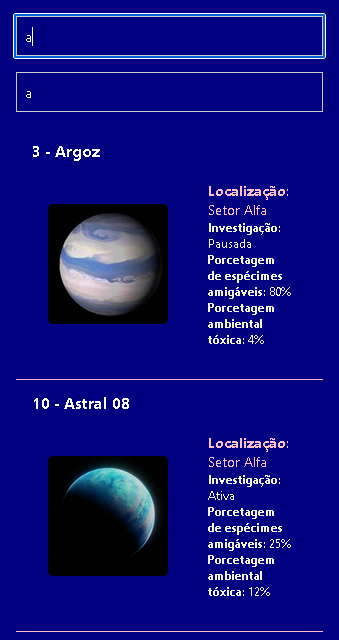 a
a
3 - Argoz
Localização:
Setor Alfa
Investigação:
Pausada
Porcetagem
de espécimes
amigáveis: 80%
Porcetagem
ambiental
tóxica: 4%
10 - Astral 08
Localização:
Setor Alfa
Investigação:
Ativa
Porcetagem
de espécimes
amigáveis: 25%
Porcetagem
ambiental
tóxica: 12%